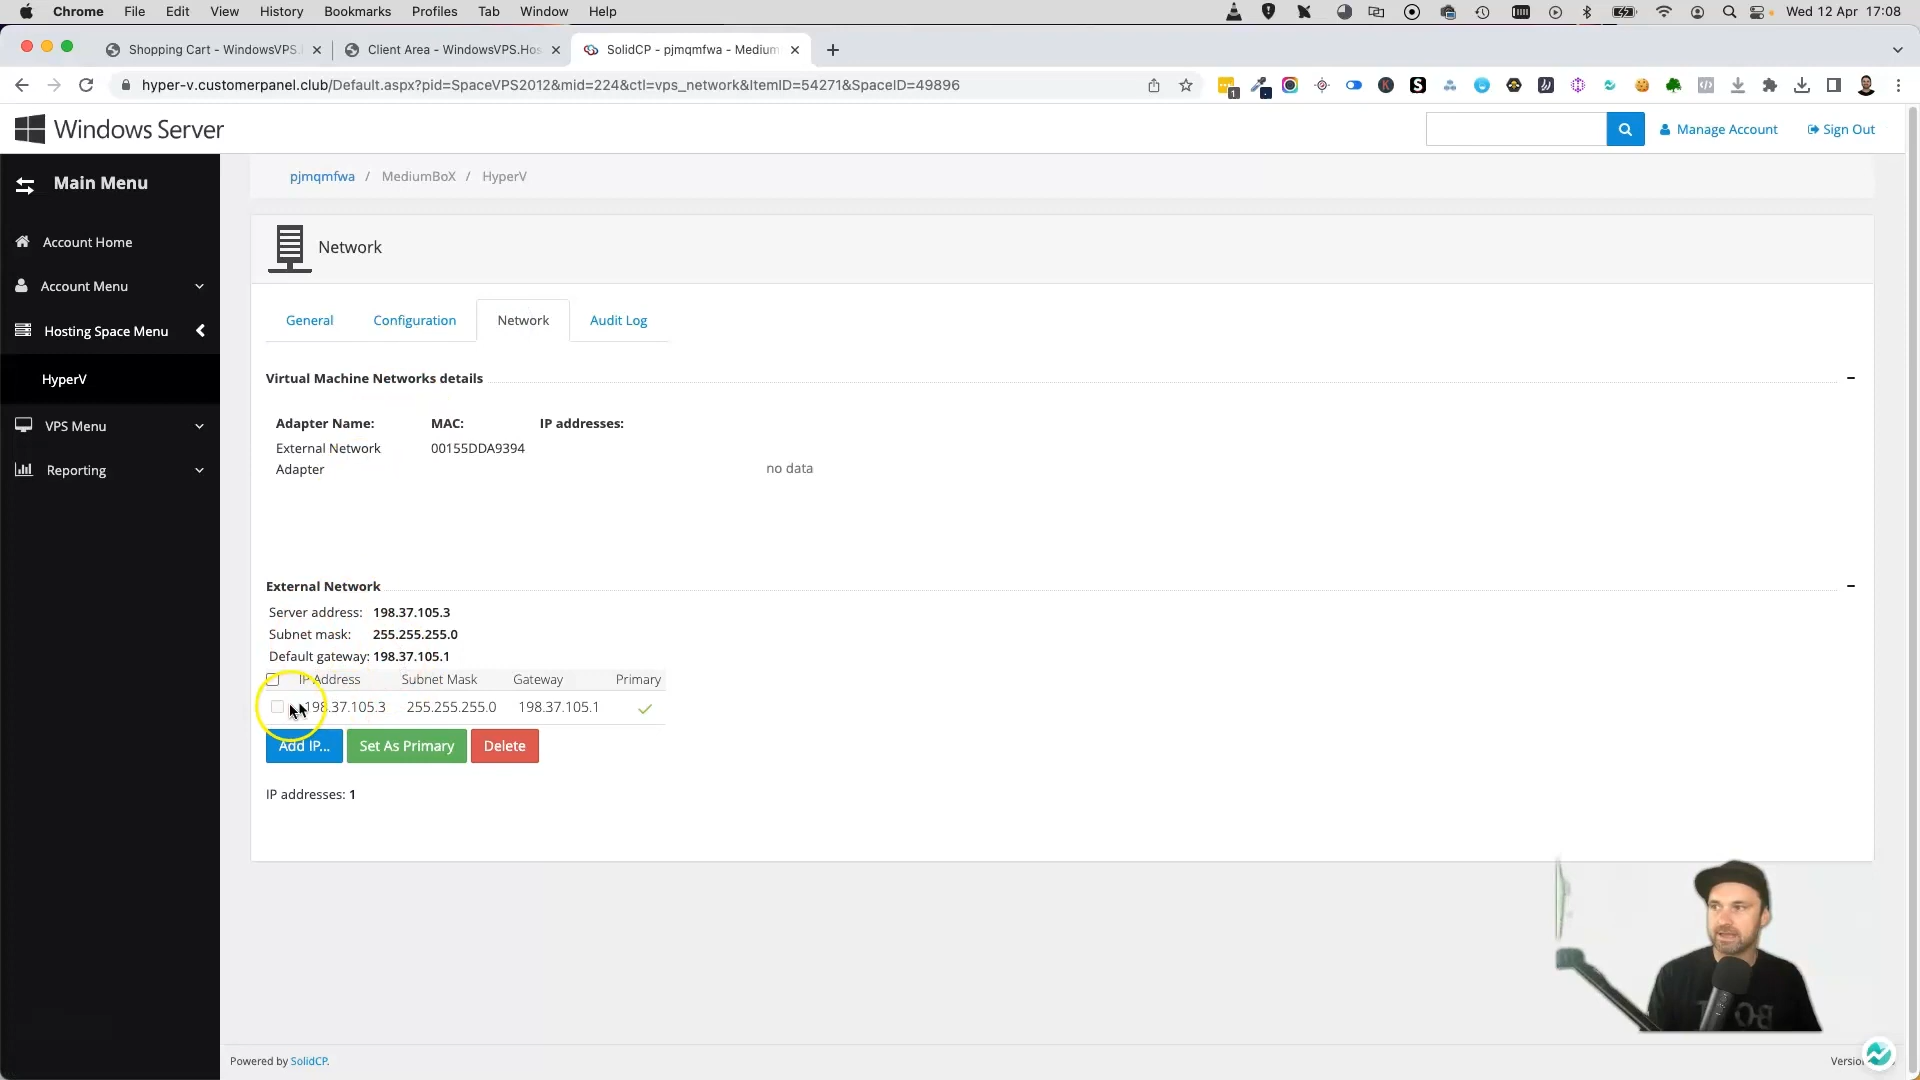 Chrome File Edit View History Bookmarks Profiles Tab Window Help Wed 12 Apr 17:08
Shopping Cart - WindowsVPS. Client Area - WindowsVPS.Hos SolidCP - pjmqmfwa - Medium
hyper-v.customerpanel.club/Default.aspx?pid=SpaceVPS2012&mid=224&ctl=vps_network&ItemID=54271&SpaceID=49896
Windows Server
Manage Account
Sign Out
Main Menu
Account Home
Account Menu
Hosting Space Menu
HyperV
VPS Menu
Reporting
pjmqmfwa / MediumBoX / HyperV
Network
General Configuration Network Audit Log
Virtual Machine Networks details
Adapter Name: MAC: IP addresses:
External Network Adapter 00155DDA9394
no data
External Network
Server address: 198.37.105.3
Subnet mask: 255.255.255.0
Default gateway: 198.37.105.1
IP Address Subnet Mask Gateway Primary
198.37.105.3 255.255.255.0 198.37.105.1
Add IP... Set As Primary Delete
IP addresses: 1
Powered by SolidCP.